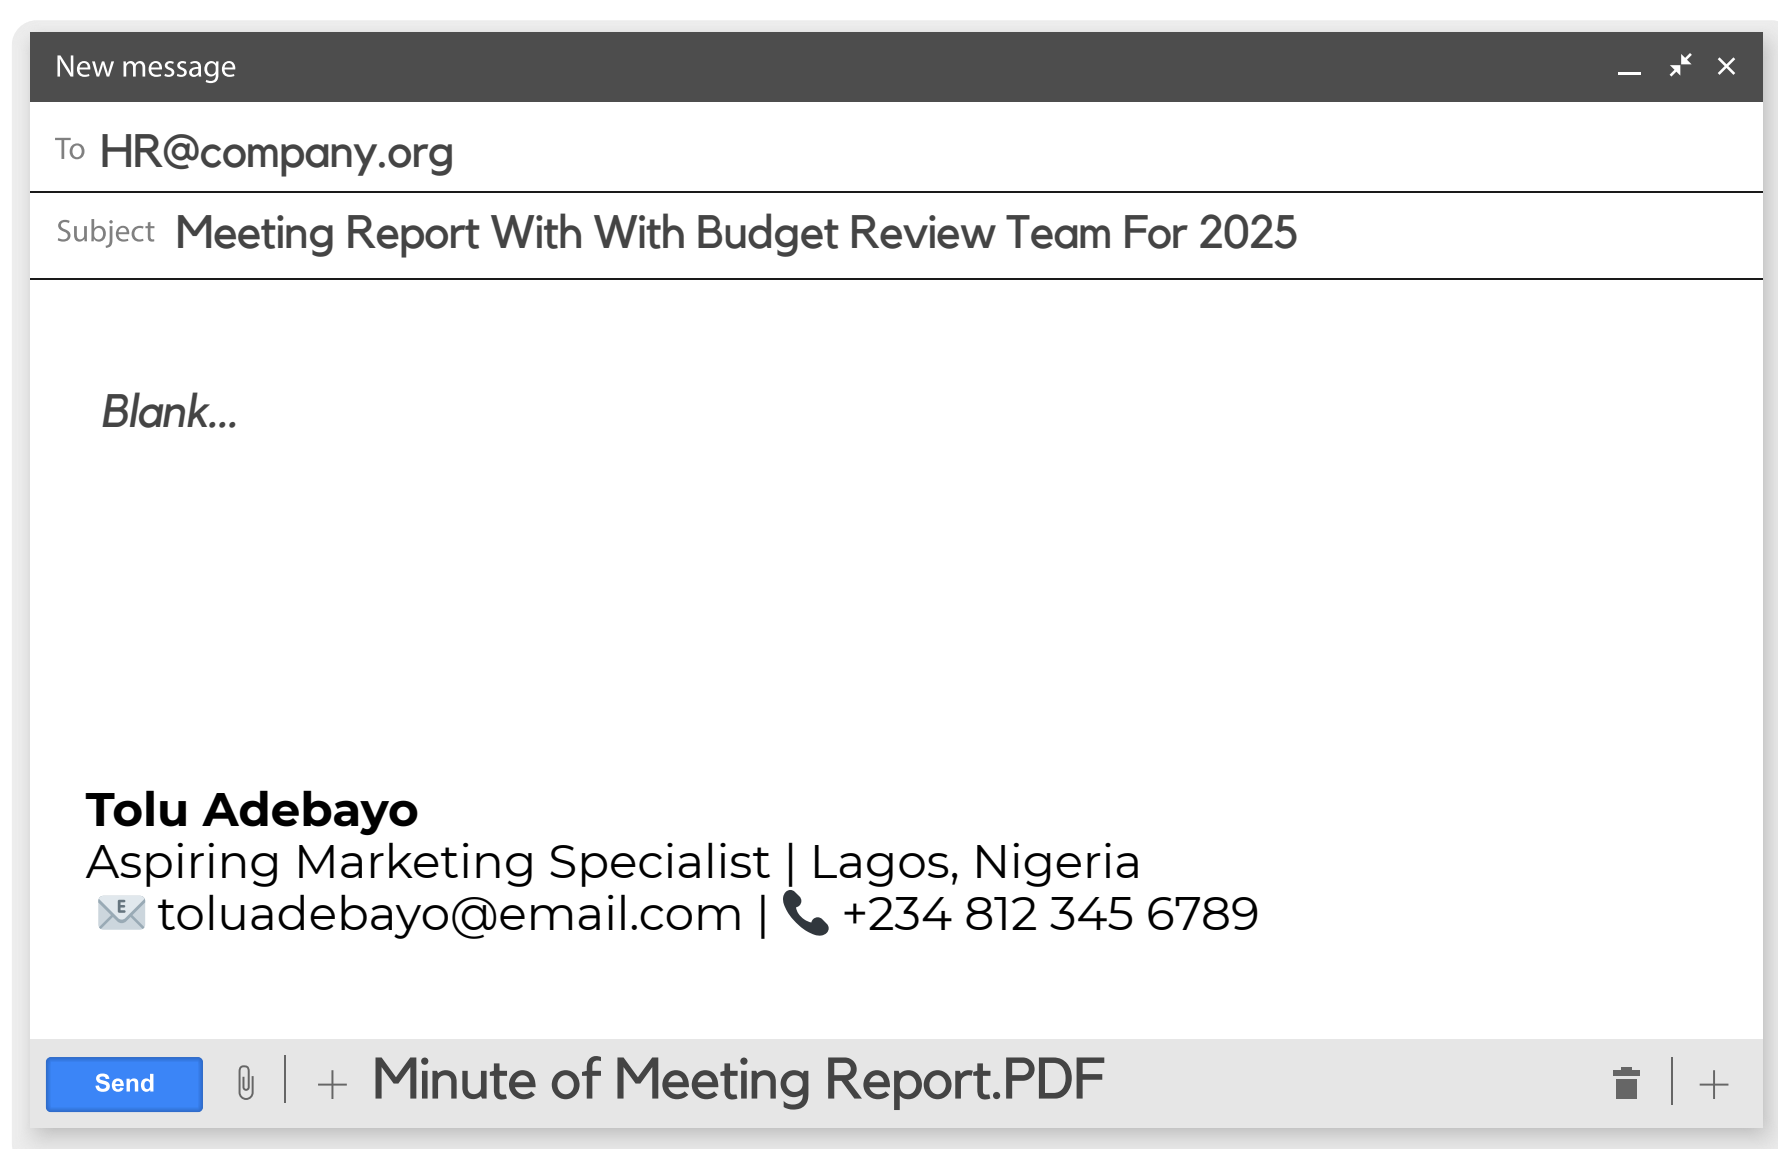 New message
To HR@company.org
Subject Meeting Report With With Budget Review Team For 2025
Blank...
Tolu Adebayo
Aspiring Marketing Specialist | Lagos, Nigeria
📧 toluadebayo@email.com | 📞 +234 812 345 6789
Send Minute of Meeting Report.PDF